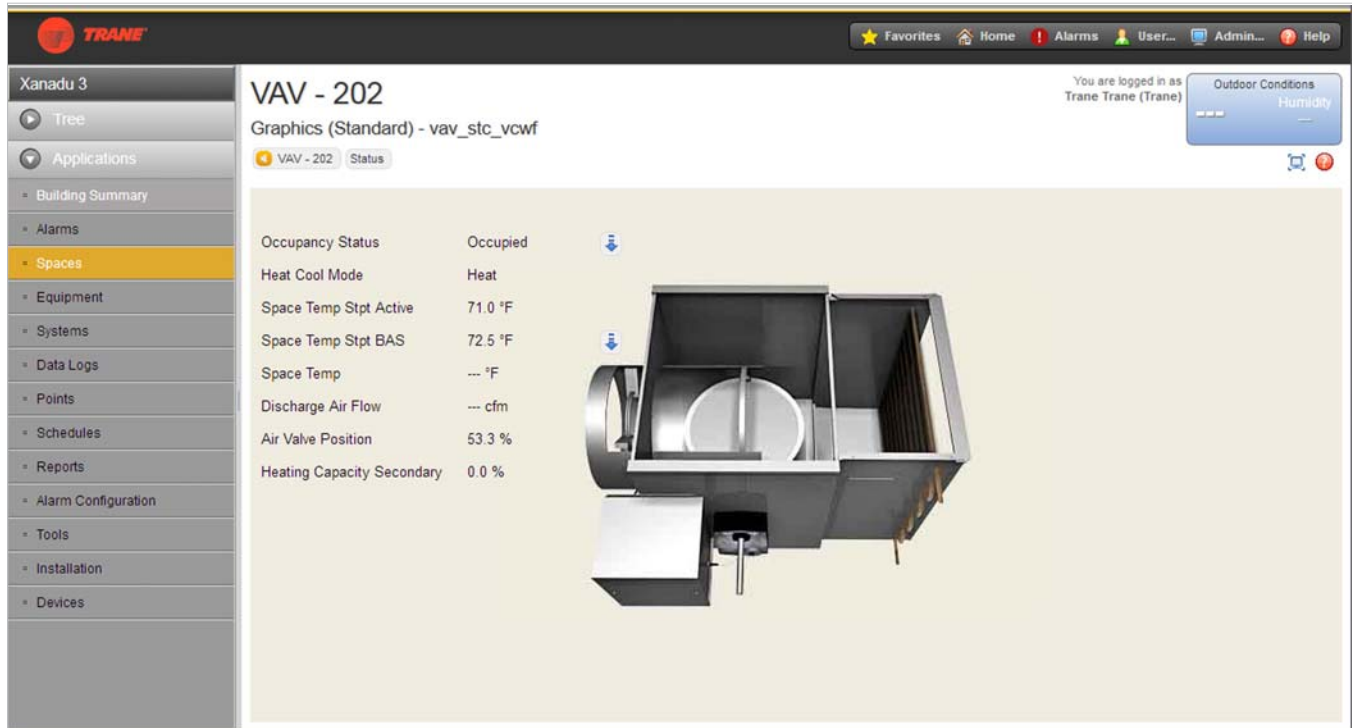 TRANE
Favorites Home Alarms User... Admin... Help
Xanadu 3
Tree
Applications
Building Summary
Alarms
Spaces
Equipment
Systems
Data Logs
Points
Schedules
Reports
Alarm Configuration
Tools
Installation
Devices
VAV - 202
Graphics (Standard) - vav_stc_vcwf
VAV - 202 Status
You are logged in as
Trane Trane (Trane)
Outdoor Conditions
Humidity
--- ---
Occupancy Status Occupied
Heat Cool Mode Heat
Space Temp Stpt Active 71.0 °F
Space Temp Stpt BAS 72.5 °F
Space Temp --- °F
Discharge Air Flow --- cfm
Air Valve Position 53.3 %
Heating Capacity Secondary 0.0 %